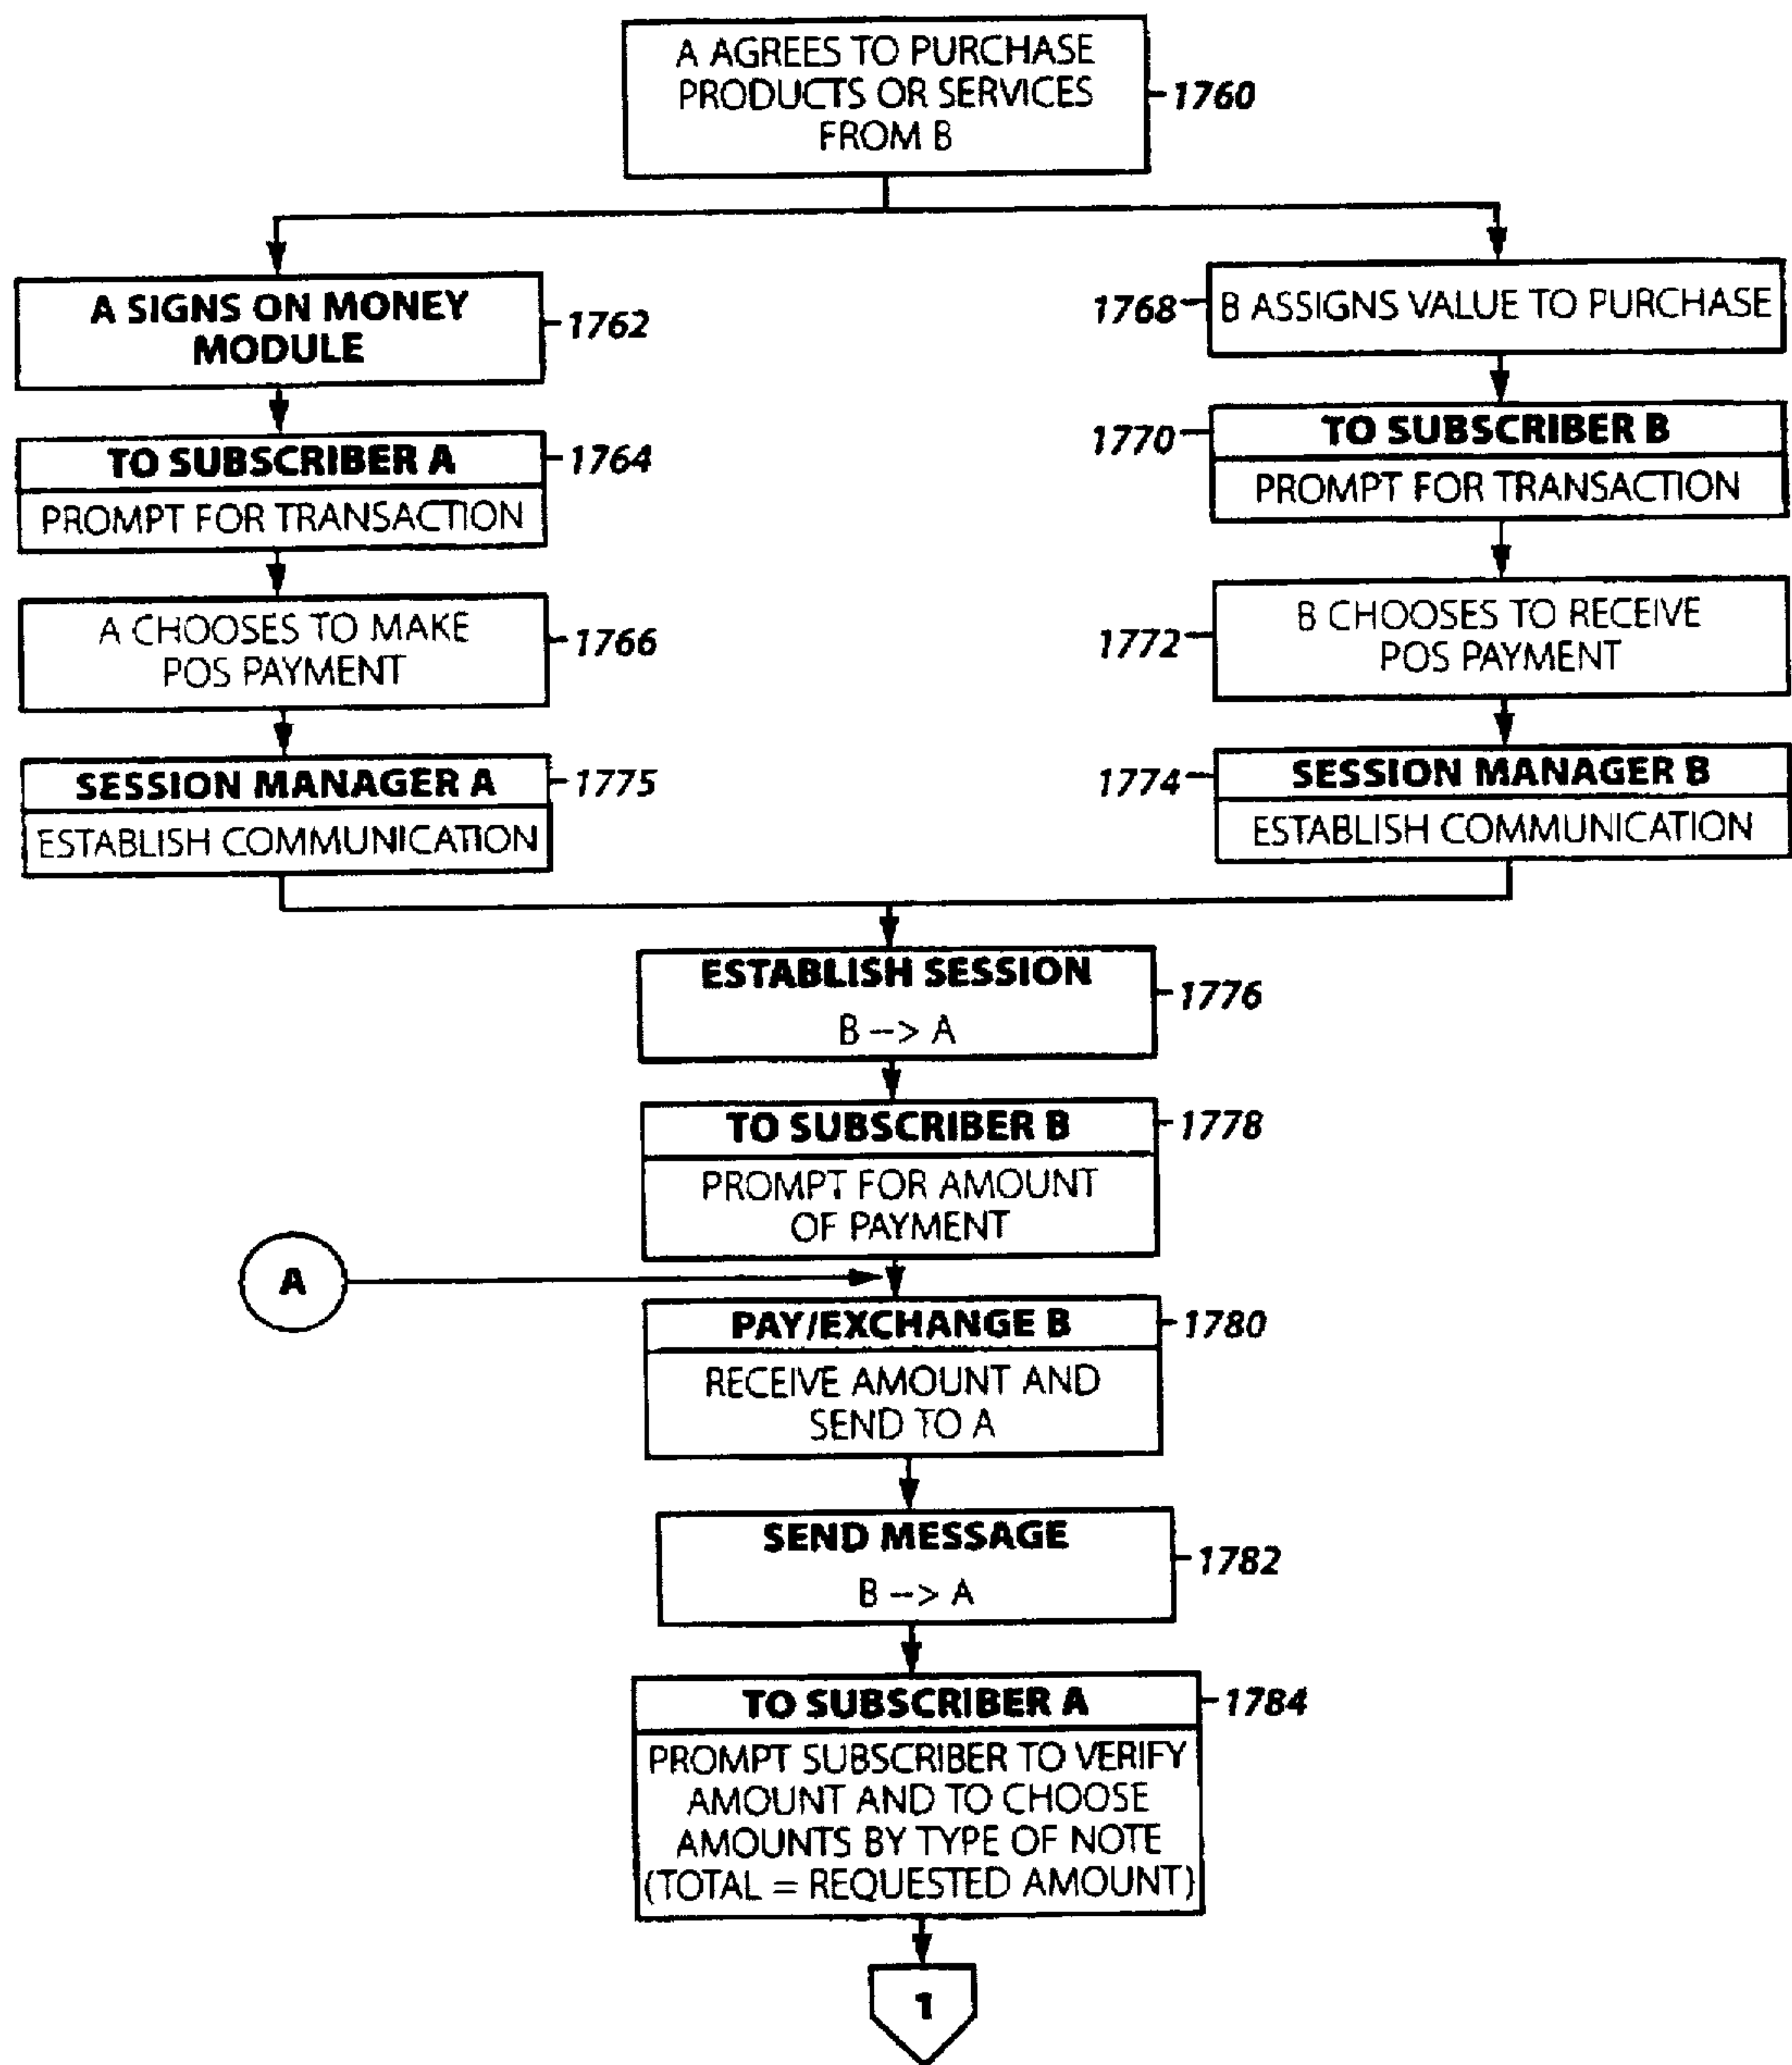 A AGREES TO PURCHASE
PRODUCTS OR SERVICES
FROM B
1760
A SIGNS ON MONEY
MODULE
1762
TO SUBSCRIBER A
1764
PROMPT FOR TRANSACTION
A CHOOSES TO MAKE
POS PAYMENT
1766
SESSION MANAGER A
1775
ESTABLISH COMMUNICATION
1768
B ASSIGNS VALUE TO PURCHASE
1770
TO SUBSCRIBER B
PROMPT FOR TRANSACTION
1772
B CHOOSES TO RECEIVE
POS PAYMENT
1774
SESSION MANAGER B
ESTABLISH COMMUNICATION
ESTABLISH SESSION
B --> A
1776
TO SUBSCRIBER B
1778
PROMPT FOR AMOUNT
OF PAYMENT
A
PAY/EXCHANGE B
1780
RECEIVE AMOUNT AND
SEND TO A
SEND MESSAGE
B --> A
1782
TO SUBSCRIBER A
1784
PROMPT SUBSCRIBER TO VERIFY
AMOUNT AND TO CHOOSE
AMOUNTS BY TYPE OF NOTE
(TOTAL = REQUESTED AMOUNT)
1